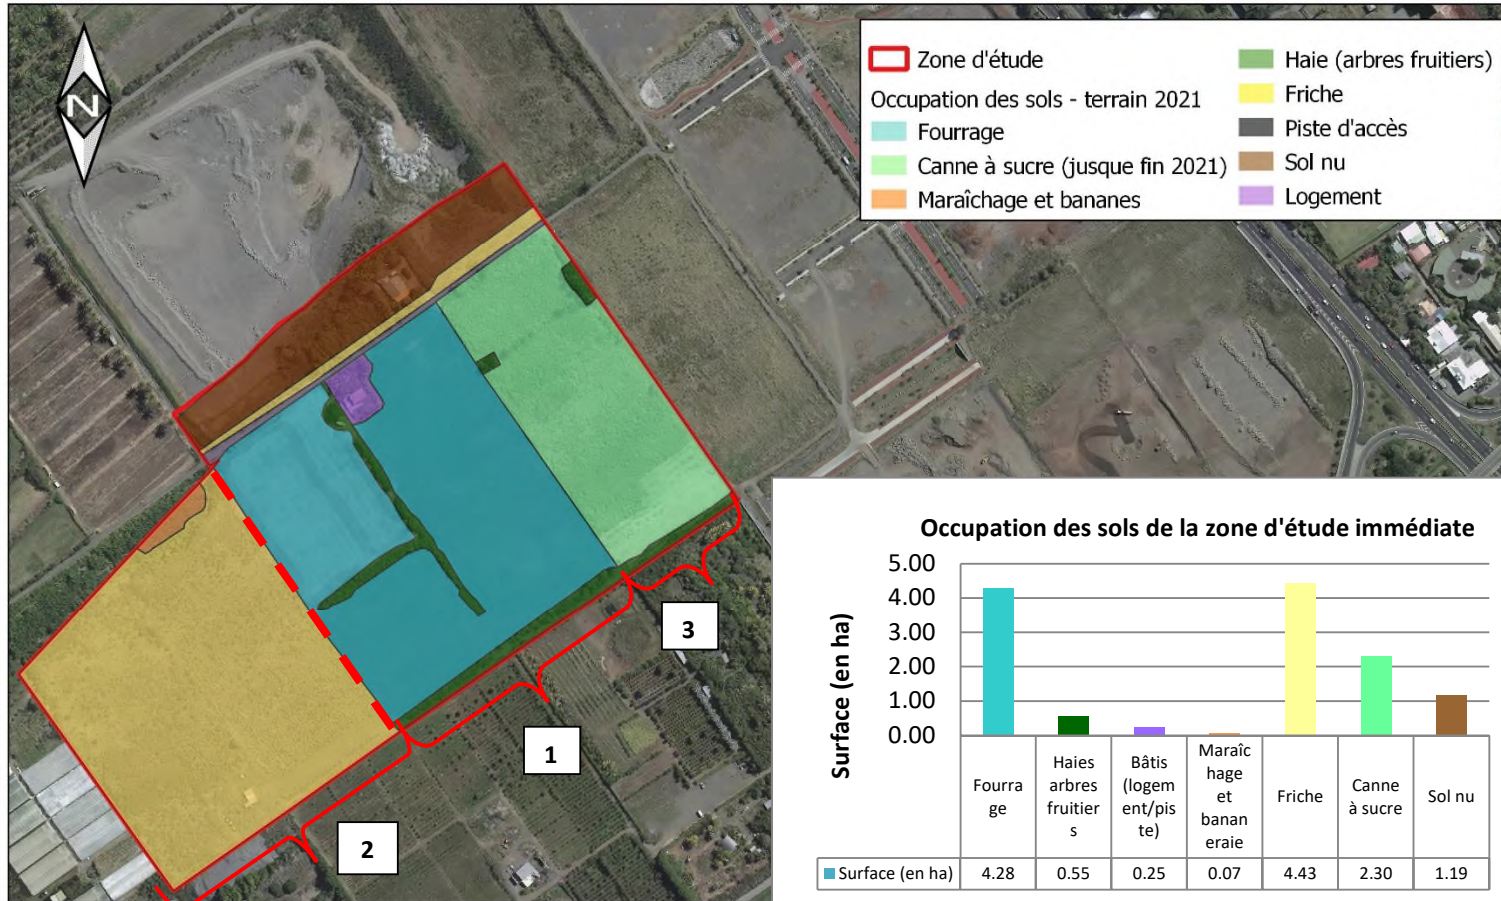 N
Zone d'étude
Occupation des sols - terrain 2021
Fourrage
Canne à sucre (jusque fin 2021)
Maraîchage et bananes
Haie (arbres fruitiers)
Friche
Piste d'accès
Sol nu
Logement
3
1
2
Occupation des sols de la zone d'étude immédiate
Surface (en ha)
5.00
4.00
3.00
2.00
1.00
0.00
Fourra
ge
Haies
arbres
fruitier
s
Bâtis
(logem
ent/pis
te)
Maraîc
hage
et
banan
eraie
Friche
Canne
à sucre
Sol nu
Surface (en ha) 4.28 0.55 0.25 0.07 4.43 2.30 1.19